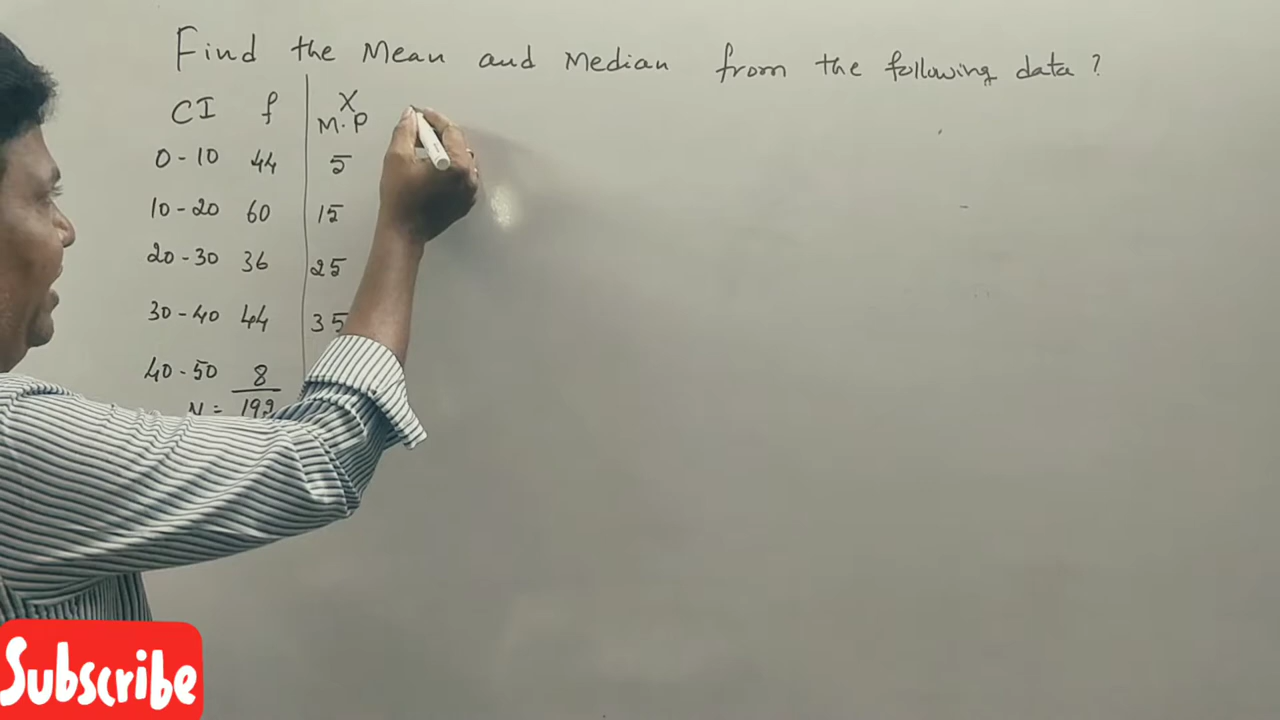 Find the Mean and Median from the following data ?
CI f X
M.P
0-10 44 5
10-20 60 15
20-30 36 25
30-40 44 35
40-50 8
N = 192
Subscribe